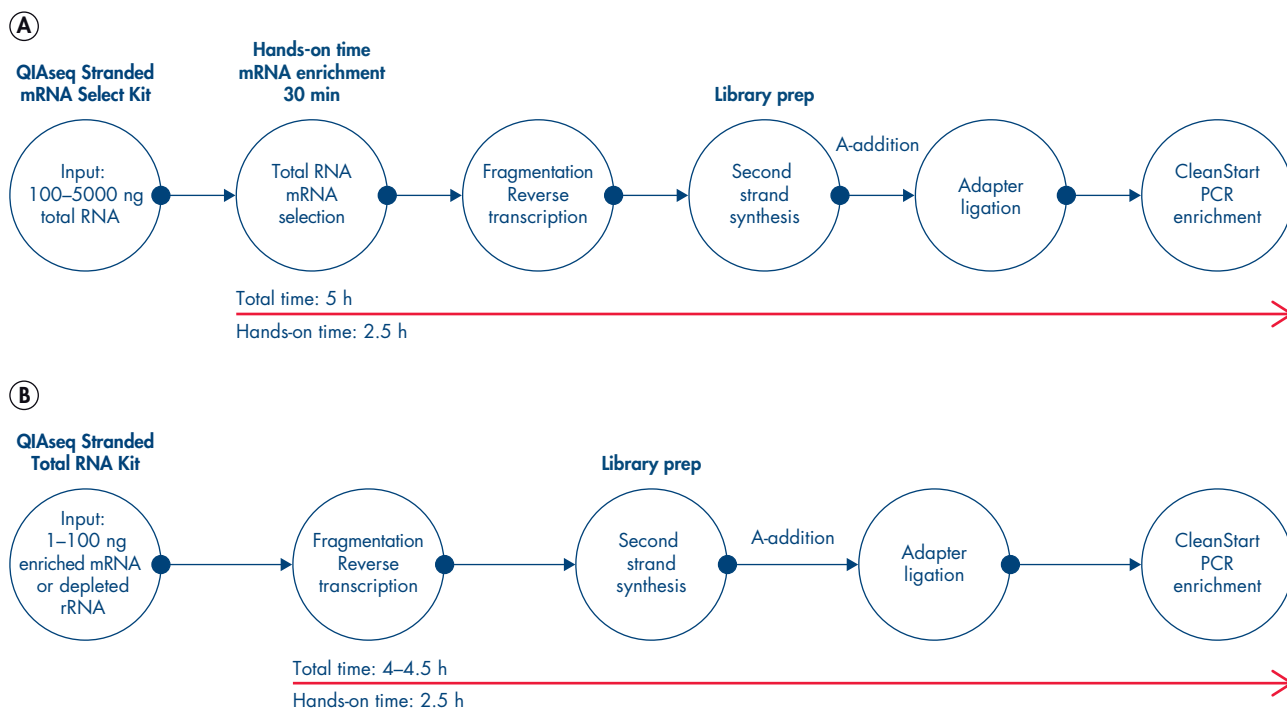 A
QIAseq Stranded
mRNA Select Kit
Hands-on time
mRNA enrichment
30 min
Library prep
Input:
100–5000 ng
total RNA
Total RNA
mRNA
selection
Fragmentation
Reverse
transcription
Second
strand
synthesis
A-addition
Adapter
ligation
CleanStart
PCR
enrichment
Total time: 5 h
Hands-on time: 2.5 h
B
QIAseq Stranded
Total RNA Kit
Library prep
Input:
1–100 ng
enriched mRNA
or depleted
rRNA
Fragmentation
Reverse
transcription
Second
strand
synthesis
A-addition
Adapter
ligation
CleanStart
PCR
enrichment
Total time: 4–4.5 h
Hands-on time: 2.5 h